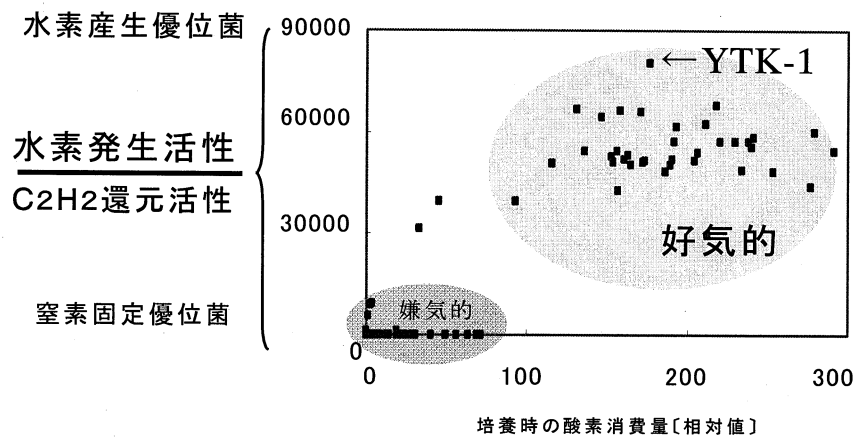 水素産生優位菌
水素発生活性
C2H2還元活性
窒素固定優位菌
90000
60000
30000
0
←YTK-1
好気的
嫌気的
0 100 200 300
培養時の酸素消費量〔相対値〕